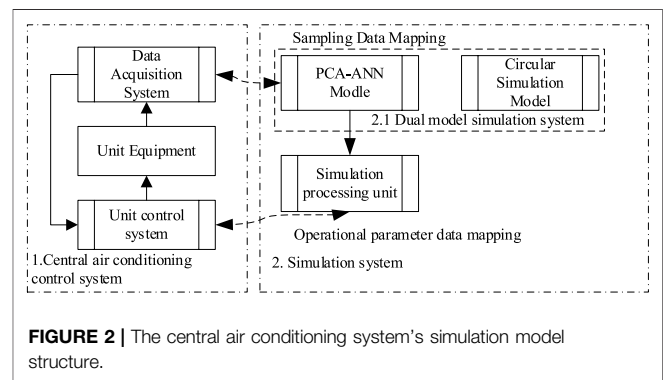 Sampling Data Mapping
Data
Acquisition
System
PCA-ANN
Modle
Circular
Simulation
Model
2.1 Dual model simulation system
Unit Equipment
Simulation
processing unit
Unit control
system
Operational parameter data mapping
1.Central air conditioning
control system
2. Simulation system
FIGURE 2 | The central air conditioning system's simulation model
structure.